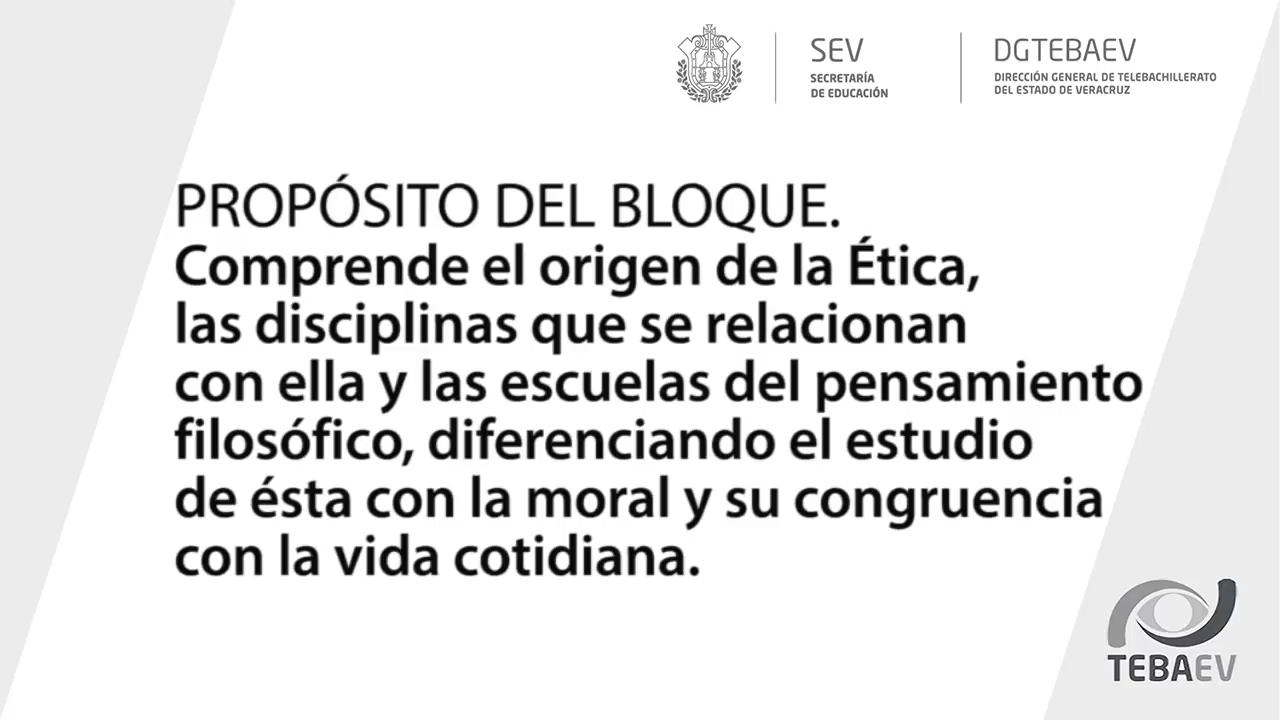 SEV
SECRETARÍA
DE EDUCACIÓN
DGTEBAEV
DIRECCIÓN GENERAL DE TELEBACHILLERATO
DEL ESTADO DE VERACRUZ
PROPÓSITO DEL BLOQUE.
Comprende el origen de la Ética,
las disciplinas que se relacionan
con ella y las escuelas del pensamiento
filosófico, diferenciando el estudio
de ésta con la moral y su congruencia
con la vida cotidiana.
TEBAEV